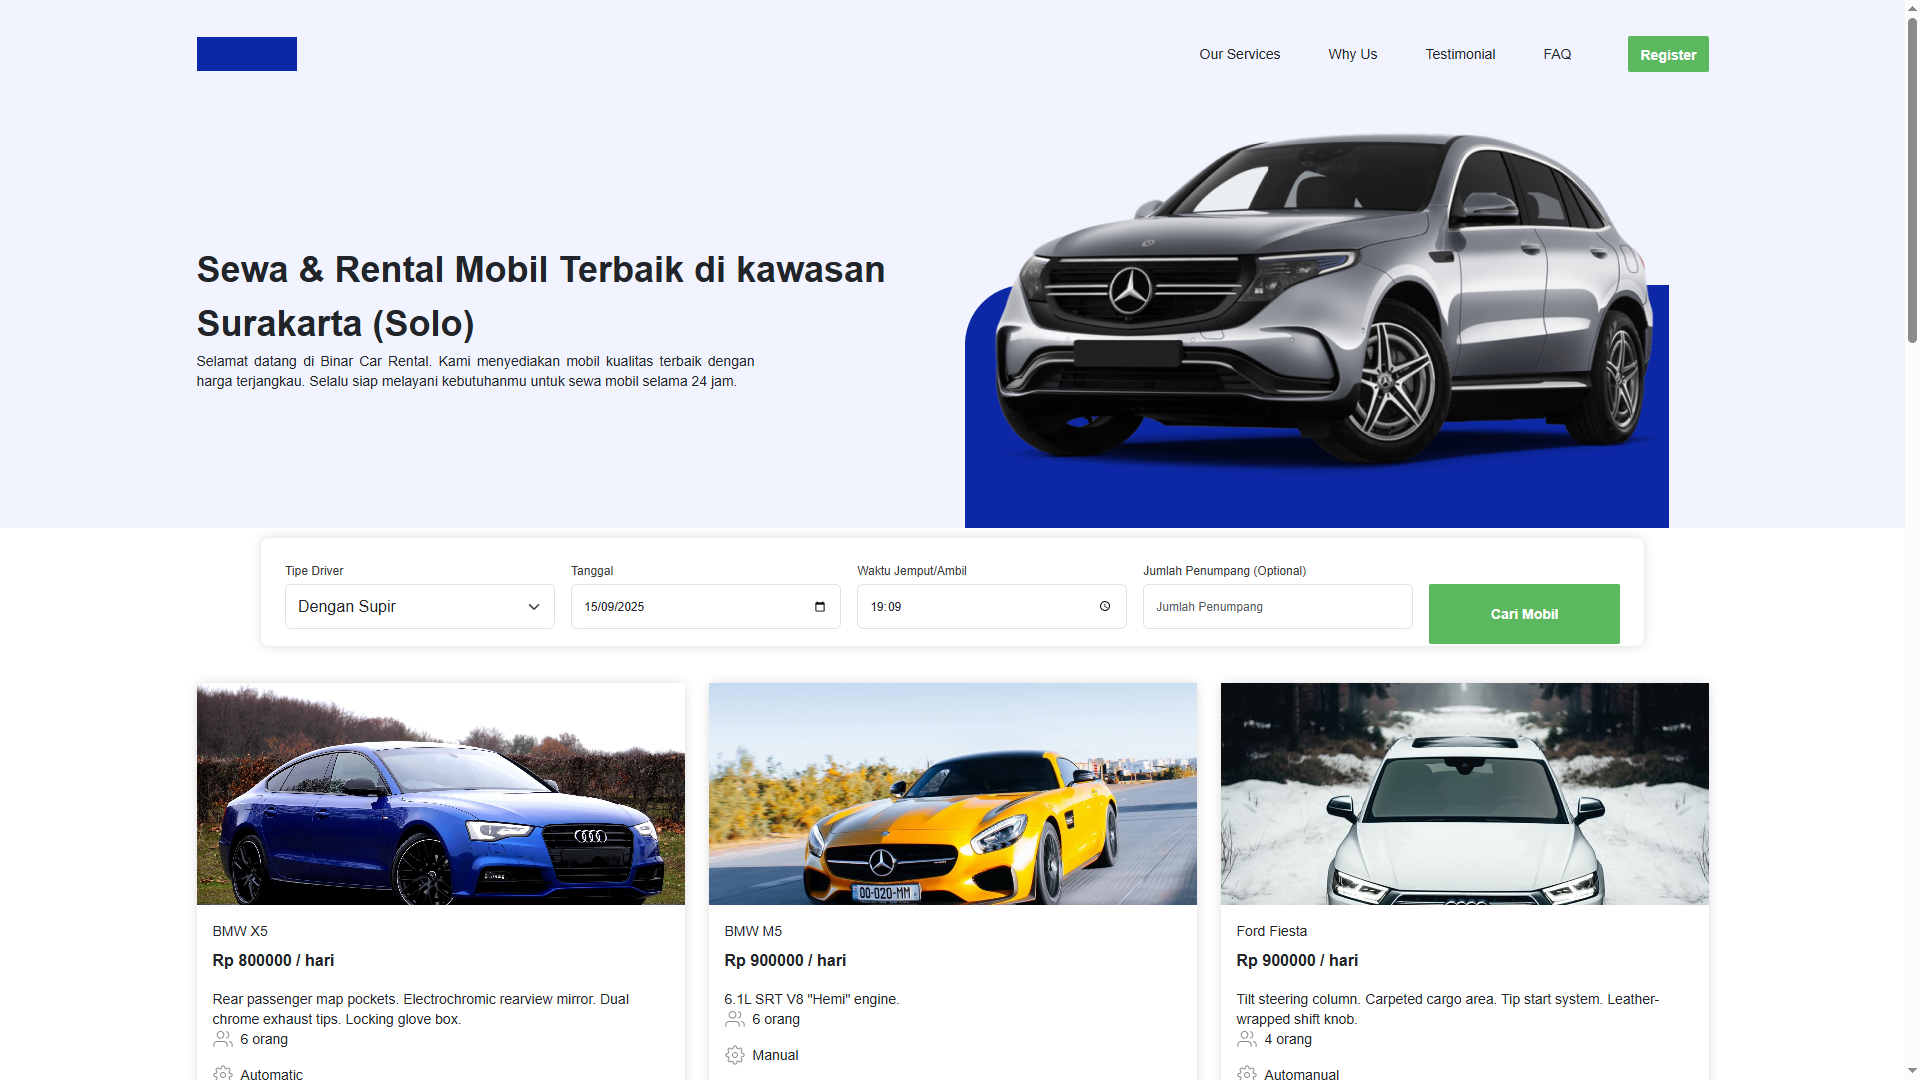 Our Services
Why Us
Testimonial
FAQ
Register
Sewa & Rental Mobil Terbaik di kawasan
Surakarta (Solo)
Selamat datang di Binar Car Rental. Kami menyediakan mobil kualitas terbaik dengan
harga terjangkau. Selalu siap melayani kebutuhanmu untuk sewa mobil selama 24 jam.
Tipe Driver
Dengan Supir
Tanggal
15/09/2025
Waktu Jemput/Ambil
19:09
Jumlah Penumpang (Optional)
Jumlah Penumpang
Cari Mobil
OO-020-MM
BMW X5
Rp 800000 / hari
Rear passenger map pockets. Electrochromic rearview mirror. Dual
chrome exhaust tips. Locking glove box.
6 orang
Automatic
BMW M5
Rp 900000 / hari
6.1L SRT V8 "Hemi" engine.
6 orang
Manual
Ford Fiesta
Rp 900000 / hari
Tilt steering column. Carpeted cargo area. Tip start system. Leather-
wrapped shift knob.
4 orang
Automanual